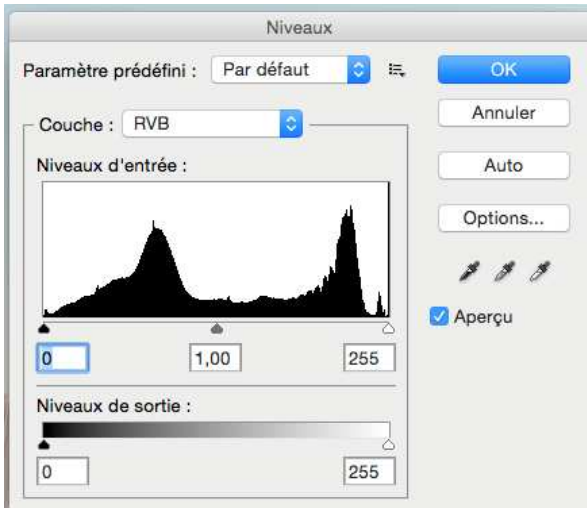 Niveaux
Paramètre prédéfini : Par défaut
OK
Annuler
Couche : RVB
Auto
Niveaux d'entrée :
Options...
Aperçu
0 1,00 255
Niveaux de sortie :
0 255